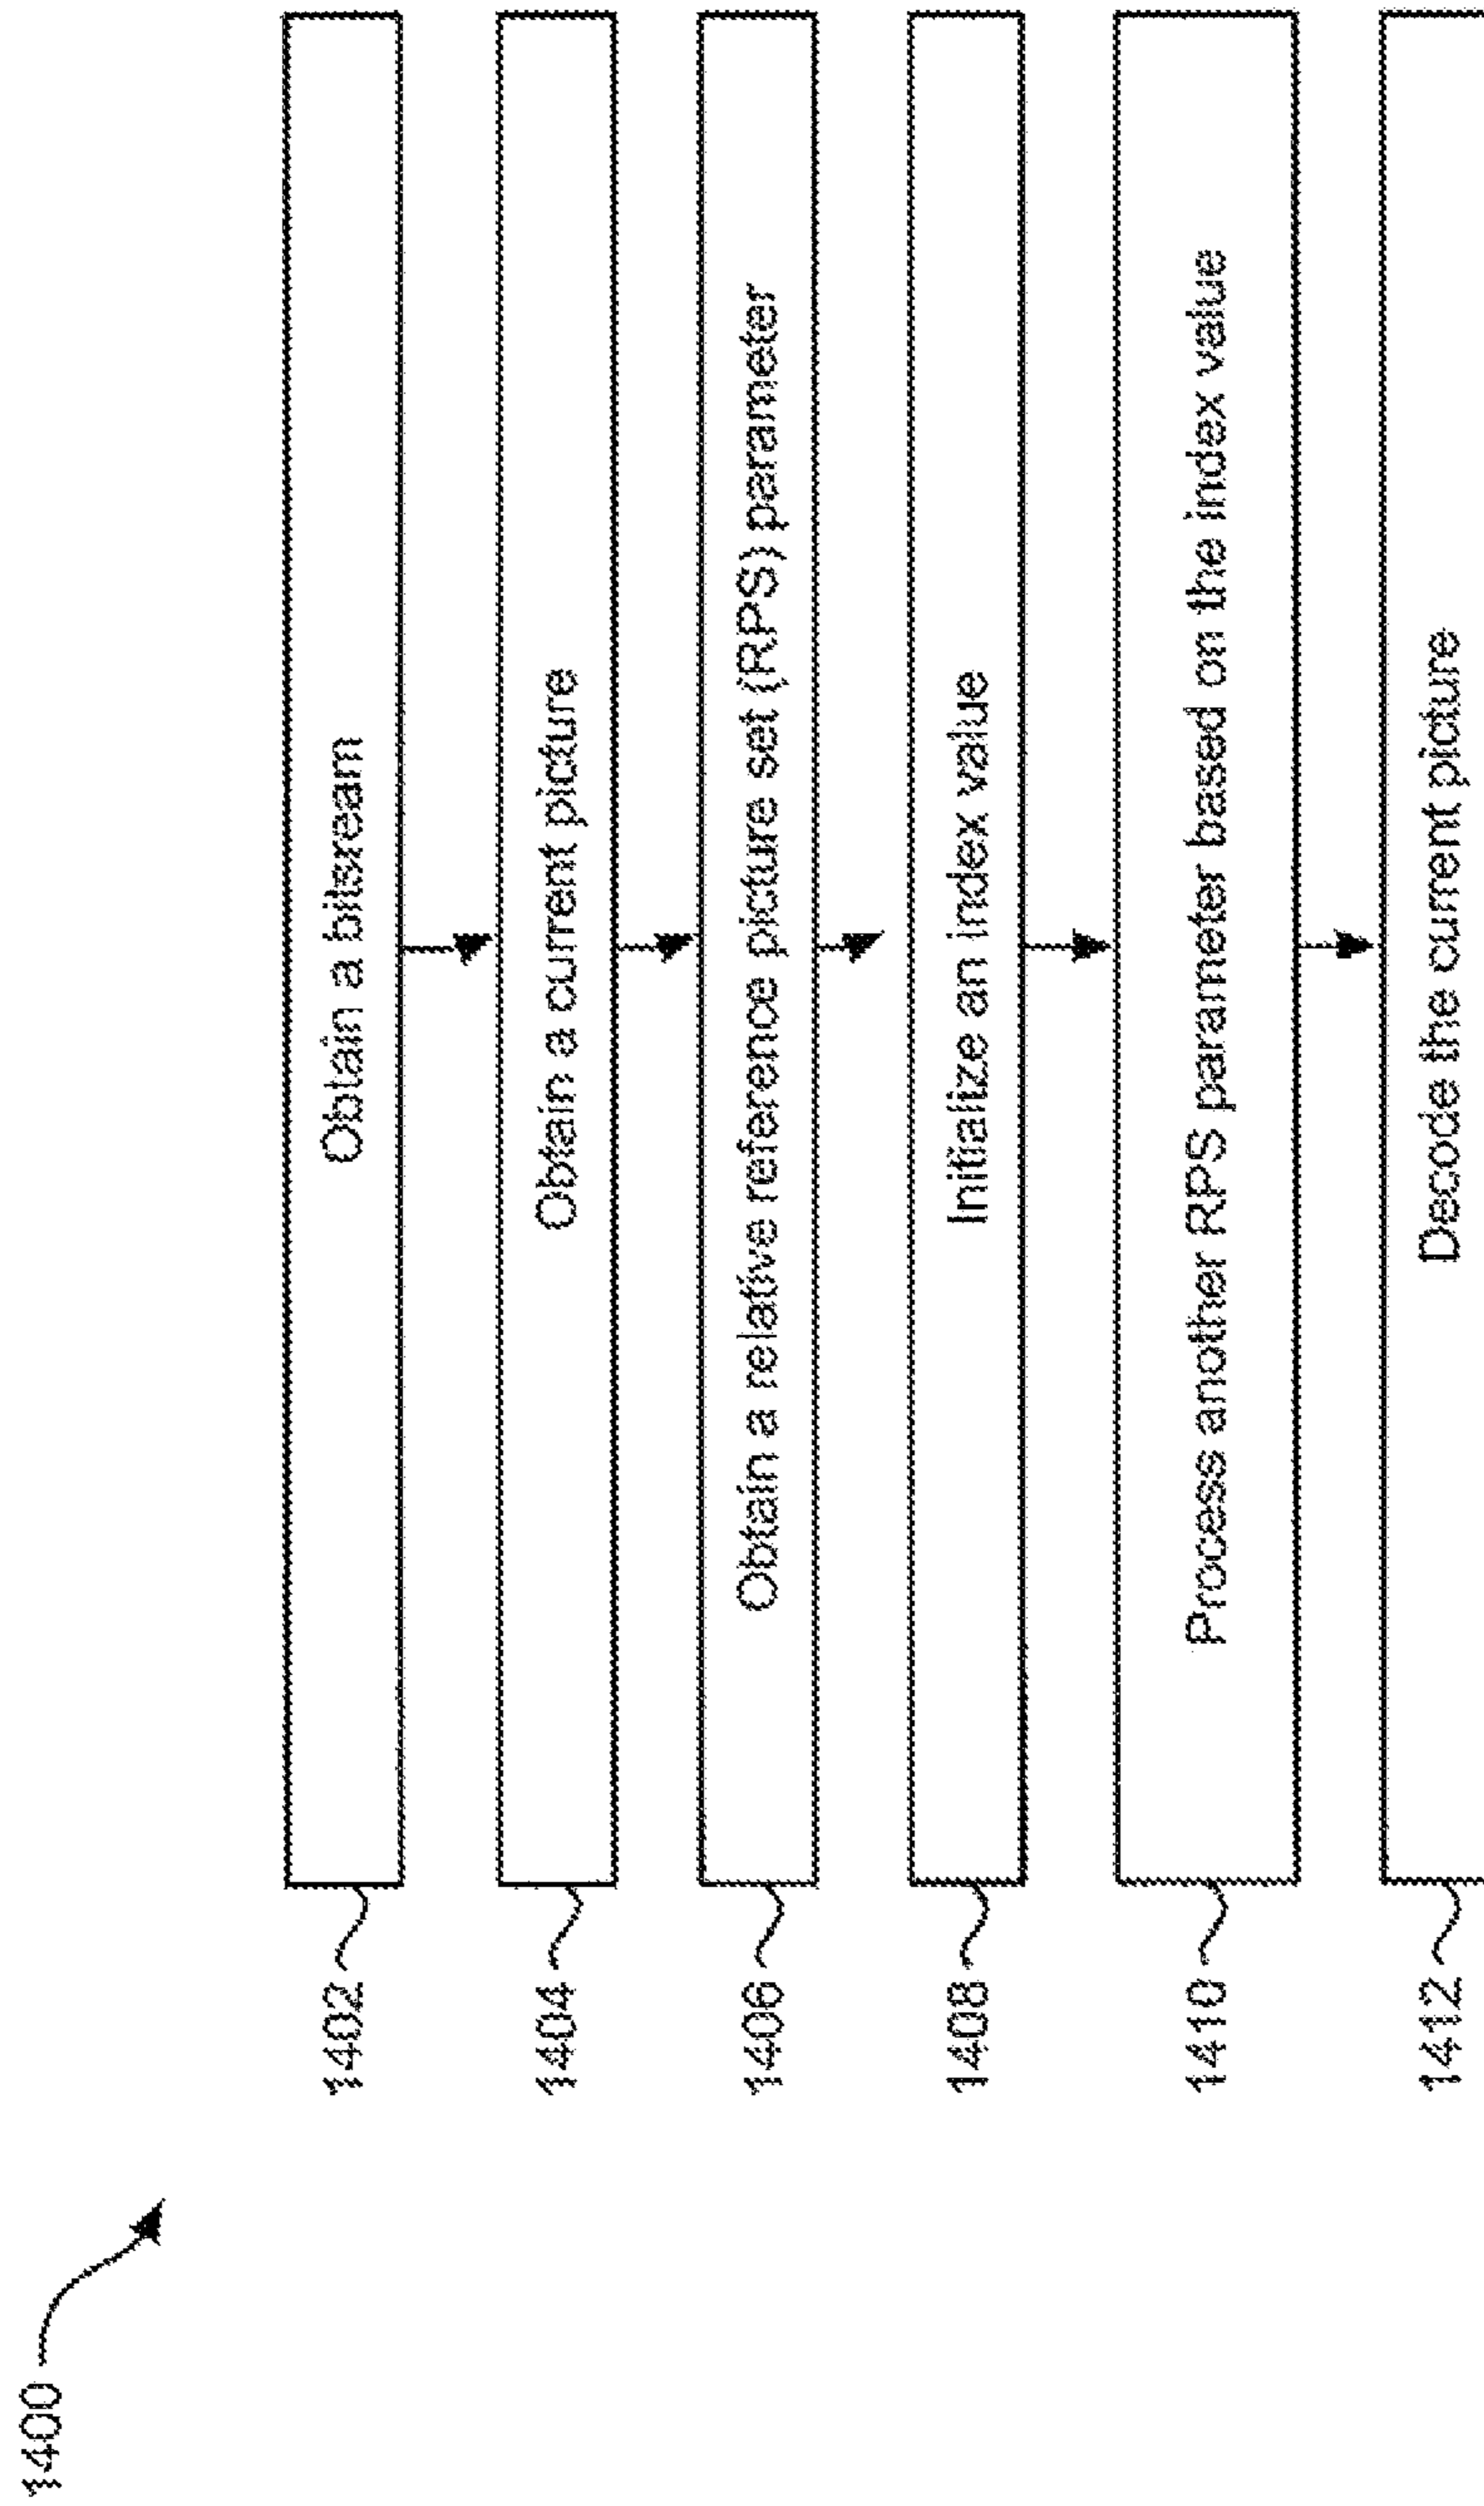 1400
1402 Obtain a bitsream
1404 Obtain a current picture
1406 Obtain a relative reference picture set (RPS) parameter
1408 Initialize an index value
1410 Process another RPS parameter based on the index value
1412 Decode the current picture